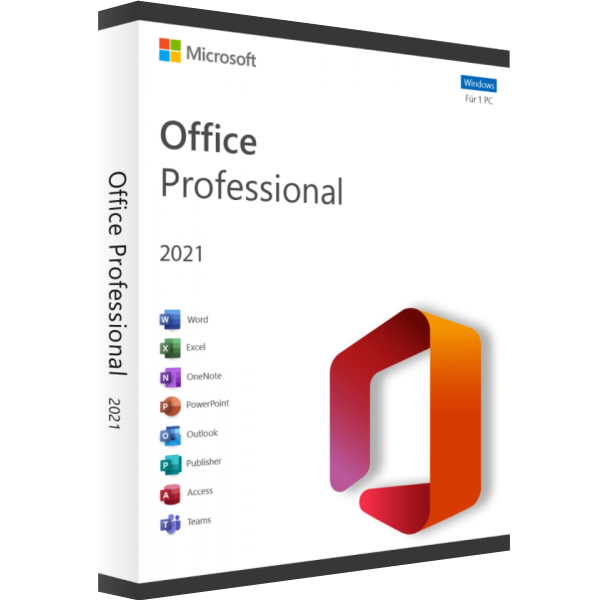 Microsoft
Windows
Für 1 PC
Office
Professional
2021
W Word
X Excel
N OneNote
P PowerPoint
O Outlook
P Publisher
A Access
T Teams
Office Professional 2021